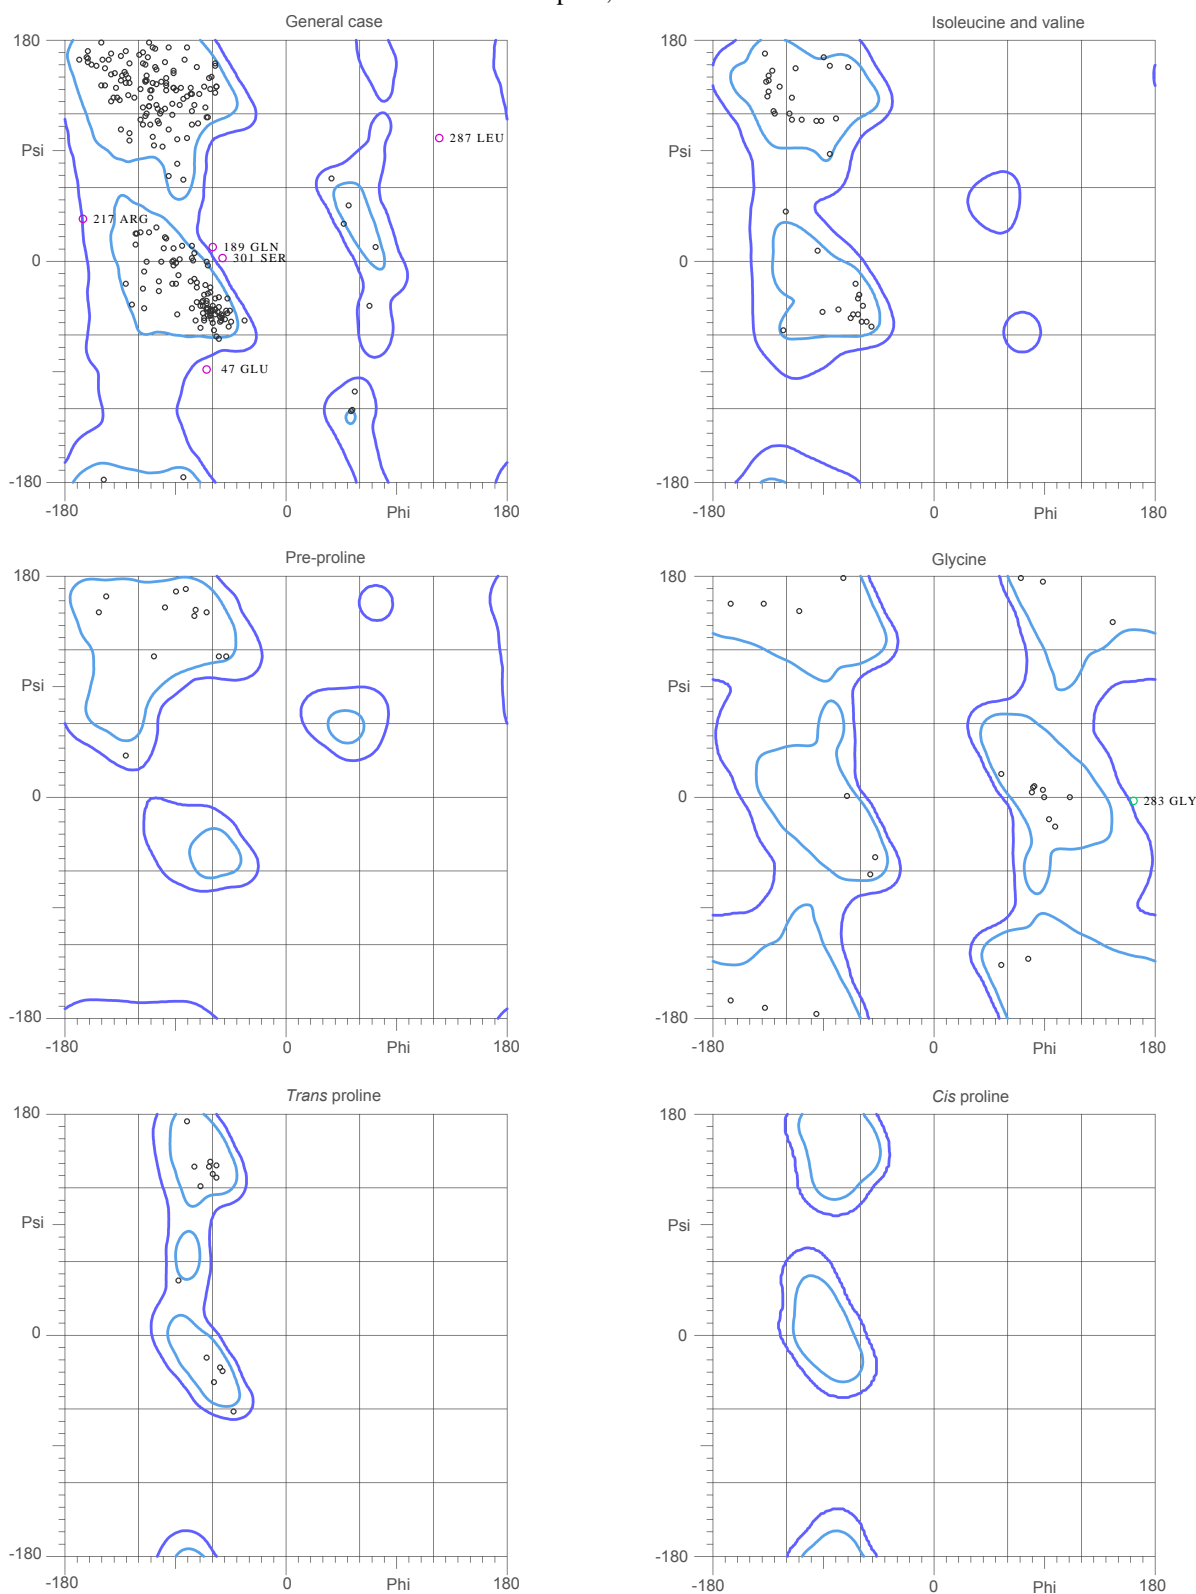 General case
Isoleucine and valine
180
180
287 LEU
Psi
Psi
217 ARG
189 GLN
301 SER
0
0
47 GLU
-180
-180
-180
0
Phi
180
-180
0
Phi
180
Pre-proline
Glycine
180
180
Psi
Psi
0
0
283 GLY
-180
-180
-180
0
Phi
180
-180
0
Phi
180
Trans proline
Cis proline
180
180
Psi
Psi
0
0
-180
-180
-180
0
Phi
180
-180
0
Phi
180